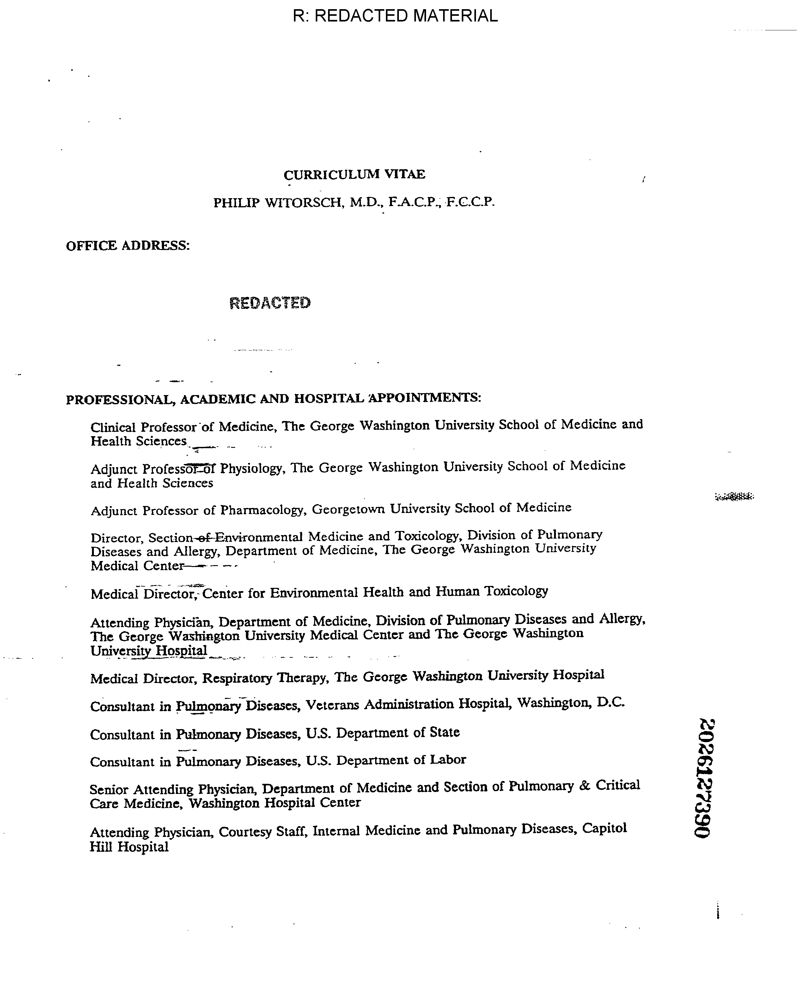 R: REDACTED MATERIAL
CURRICULUM VITAE
PHILIP WITORSCH, M.D., F.A.C.P., F.C.C.P.
OFFICE ADDRESS:
REDACTED
PROFESSIONAL, ACADEMIC AND HOSPITAL APPOINTMENTS:
Clinical Professor of Medicine, The George Washington University School of Medicine and
Health Sciences
Adjunct Professor of Physiology, The George Washington University School of Medicine
and Health Sciences
Adjunct Professor of Pharmacology, Georgetown University School of Medicine
Director, Section of Environmental Medicine and Toxicology, Division of Pulmonary
Diseases and Allergy, Department of Medicine, The George Washington University
Medical Center
Medical Director, Center for Environmental Health and Human Toxicology
Attending Physician, Department of Medicine, Division of Pulmonary Diseases and Allergy,
The George Washington University Medical Center and The George Washington
University Hospital
Medical Director, Respiratory Therapy, The George Washington University Hospital
Consultant in Pulmonary Diseases, Veterans Administration Hospital, Washington, D.C.
Consultant in Pulmonary Diseases, U.S. Department of State
Consultant in Pulmonary Diseases, U.S. Department of Labor
Senior Attending Physician, Department of Medicine and Section of Pulmonary & Critical
Care Medicine, Washington Hospital Center
Attending Physician, Courtesy Staff, Internal Medicine and Pulmonary Diseases, Capitol
Hill Hospital
2026127390